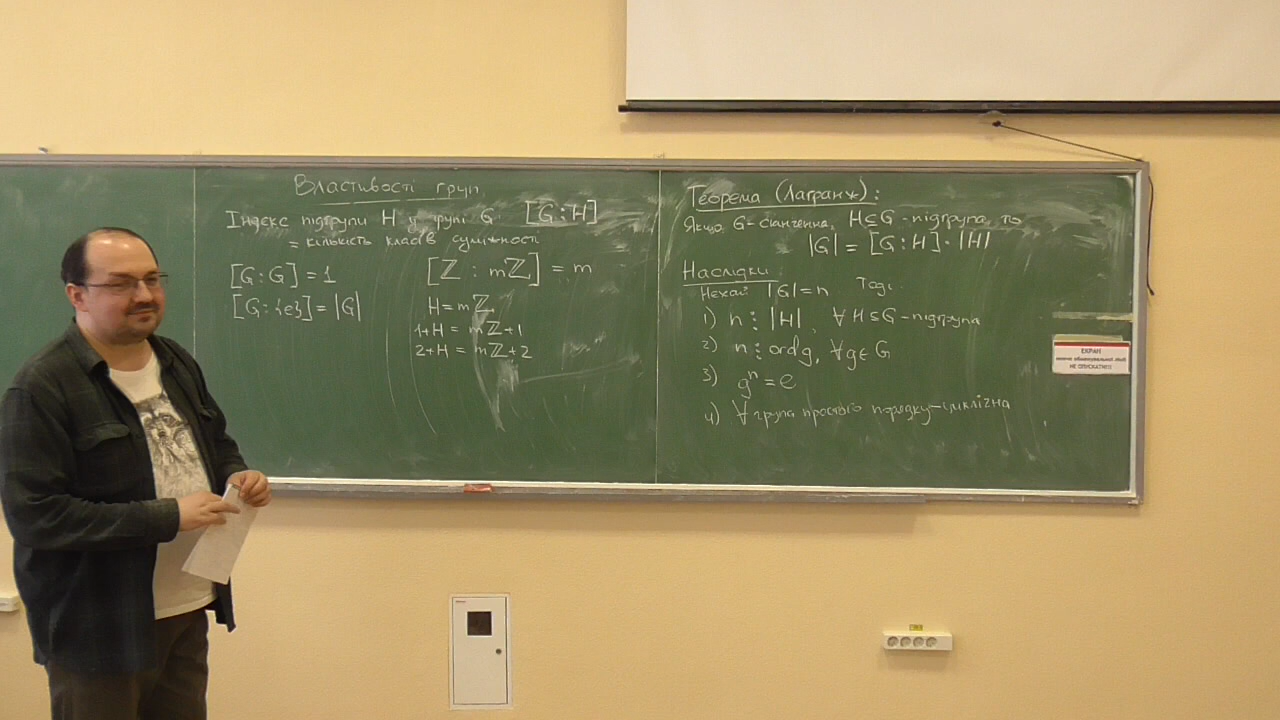 Властивості груп
Індекс підгрупи H у групі G [G:H]
= кількість класів суміжності
[G:G] = 1
[G:{e}] = |G|
[ℤ : mℤ] = m
H = mℤ
1+H = mℤ+1
2+H = mℤ+2
Теорема (Лагранж):
Якщо G-скінченна, H⊆G-підгрупа, то
|G| = [G:H]·|H|
Наслідки:
Нехай |G|=n Тоді:
1) n ⋮ |H|, ∀H≤G-підгрупа
2) n ⋮ ord g, ∀g∈G
3) gⁿ = e
4) ∀ група простого порядку-циклічна
ЕКРАН
НЕ ОПУСКАТИ!!!